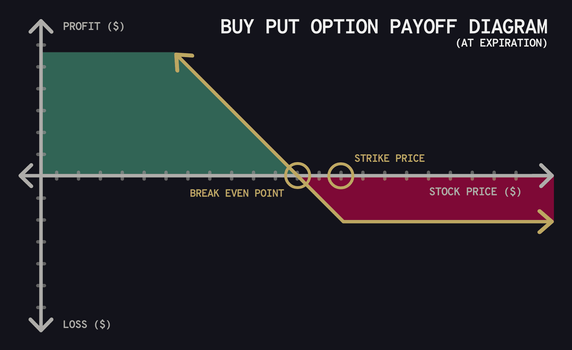 BUY PUT OPTION PAYOFF DIAGRAM
(AT EXPIRATION)
PROFIT ($)
STRIKE PRICE
BREAK EVEN POINT
STOCK PRICE ($)
LOSS ($)